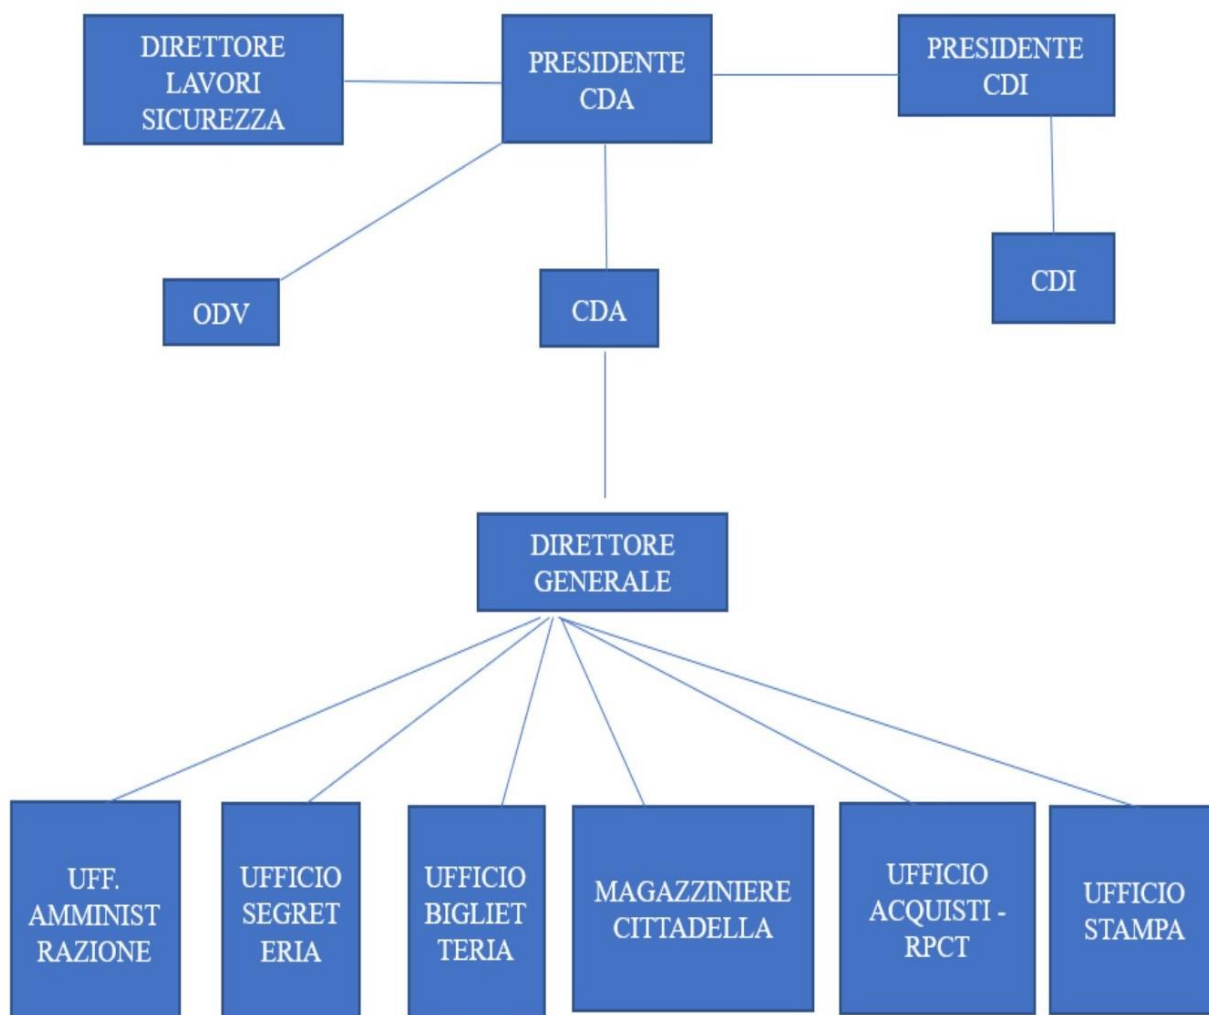 DIRETTORE
LAVORI
SICUREZZA
PRESIDENTE
CDA
PRESIDENTE
CDI
ODV
CDA
CDI
DIRETTORE
GENERALE
UFF.
AMMINIST
RAZIONE
UFFICIO
SEGRET
ERIA
UFFICIO
BIGLIET
TERIA
MAGAZZINIERE
CITTADELLA
UFFICIO
ACQUISTI -
RPCT
UFFICIO
STAMPA